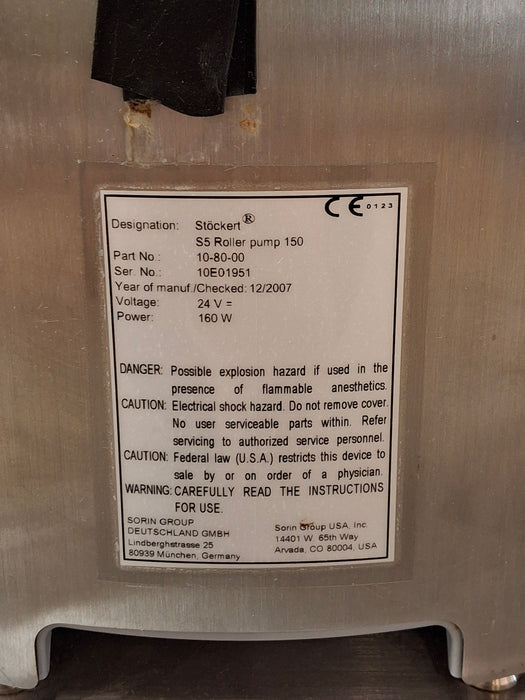 CE 0123
Designation: Stöckert®
S5 Roller pump 150
Part No.: 10-80-00
Ser. No.: 10E01951
Year of manuf./Checked: 12/2007
Voltage: 24 V =
Power: 160 W
DANGER: Possible explosion hazard if used in the
presence of flammable anesthetics.
CAUTION: Electrical shock hazard. Do not remove cover.
No user serviceable parts within. Refer
servicing to authorized service personnel.
CAUTION: Federal law (U.S.A.) restricts this device to
sale by or on order of a physician.
WARNING: CAREFULLY READ THE INSTRUCTIONS
FOR USE.
SORIN GROUP
DEUTSCHLAND GMBH
Lindberghstrasse 25
80939 München, Germany
Sorin Group USA, Inc.
14401 W. 65th Way
Arvada, CO 80004, USA